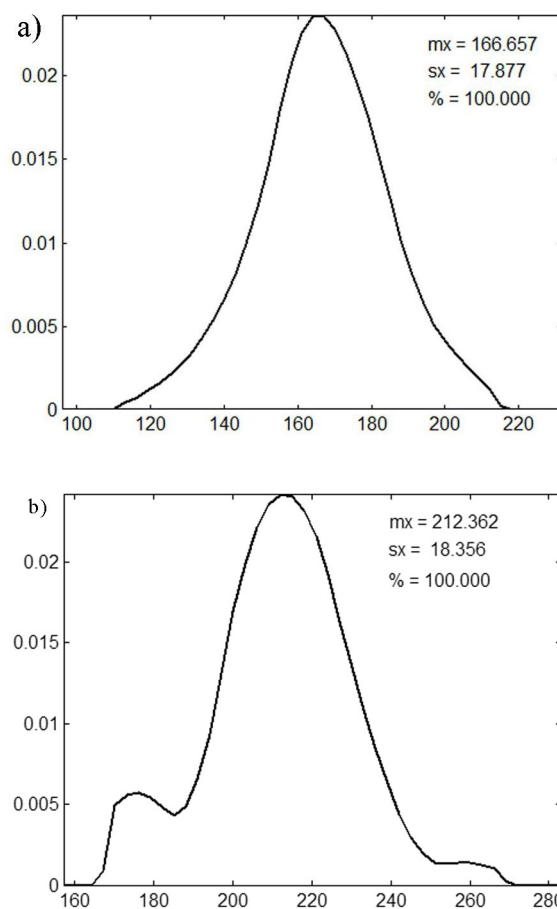 a)
mx = 166.657
sx = 17.877
% = 100.000
0.02
0.015
0.01
0.005
0
100 120 140 160 180 200 220
b)
mx = 212.362
sx = 18.356
% = 100.000
0.02
0.015
0.01
0.005
0
160 180 200 220 240 260 280